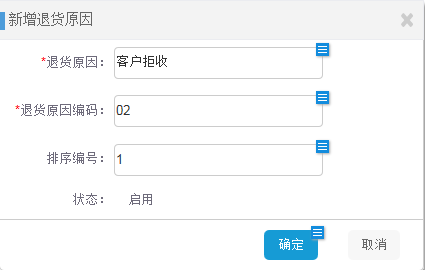 新增退货原因
*退货原因： 客户拒收
*退货原因编码： 02
排序编号： 1
状态： 启用
确定 取消